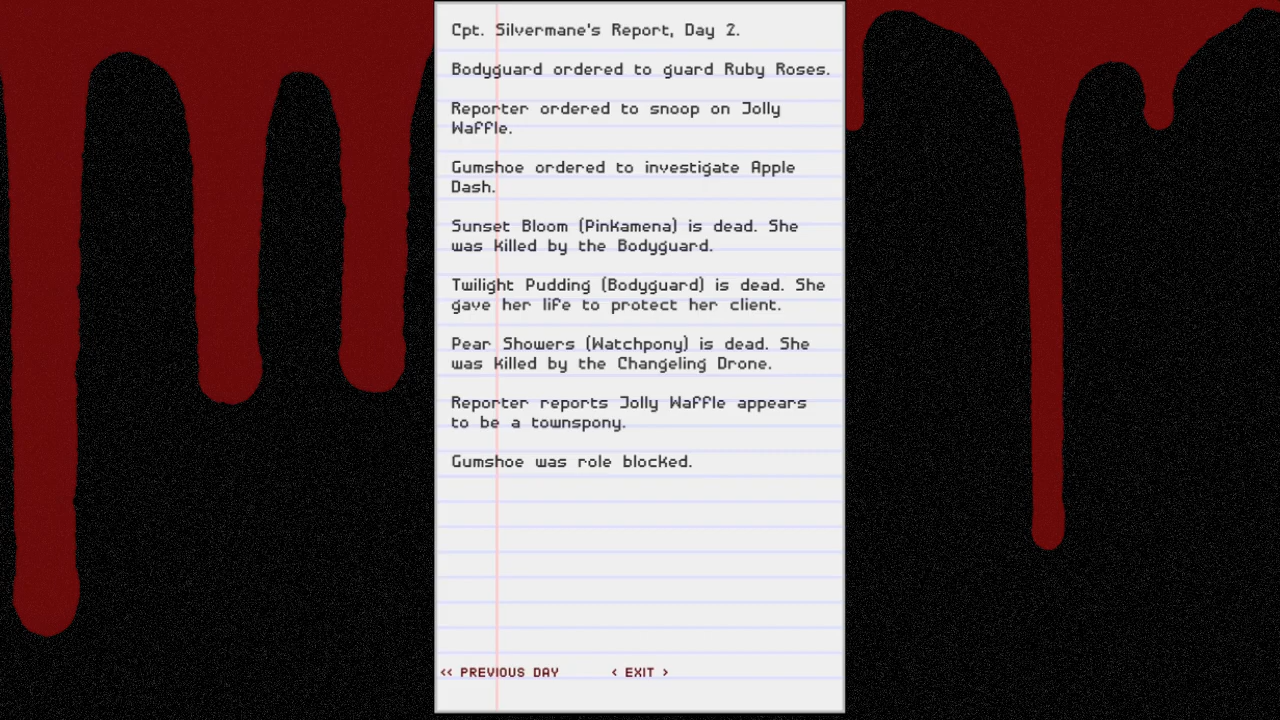 Cpt. Silvermane's Report, Day 2.
Bodyguard ordered to guard Ruby Roses.
Reporter ordered to snoop on Jolly
Waffle.
Gumshoe ordered to investigate Apple
Dash.
Sunset Bloom (Pinkamena) is dead. She
was killed by the Bodyguard.
Twilight Pudding (Bodyguard) is dead. She
gave her life to protect her client.
Pear Showers (Watchpony) is dead. She
was killed by the Changeling Drone.
Reporter reports Jolly Waffle appears
to be a townspony.
Gumshoe was role blocked.
<< PREVIOUS DAY < EXIT >